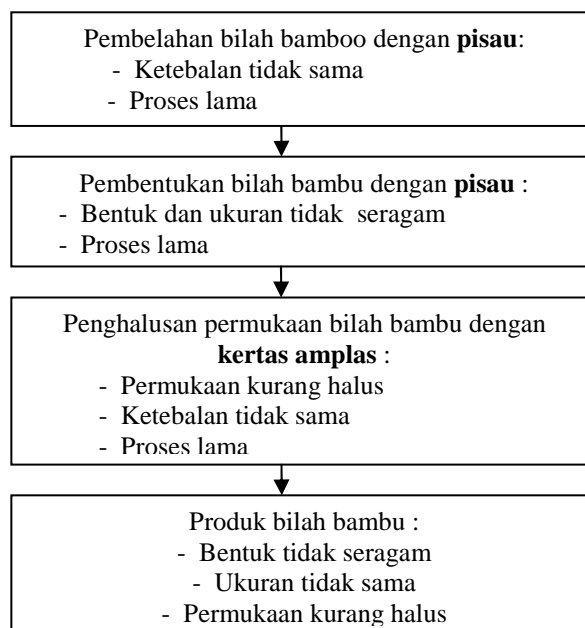 Pembelahan bilah bamboo dengan pisau:
- Ketebalan tidak sama
- Proses lama
Pembentukan bilah bambu dengan pisau :
- Bentuk dan ukuran tidak seragam
- Proses lama
Penghalusan permukaan bilah bambu dengan
kertas amplas :
- Permukaan kurang halus
- Ketebalan tidak sama
- Proses lama
Produk bilah bambu :
- Bentuk tidak seragam
- Ukuran tidak sama
- Permukaan kurang halus